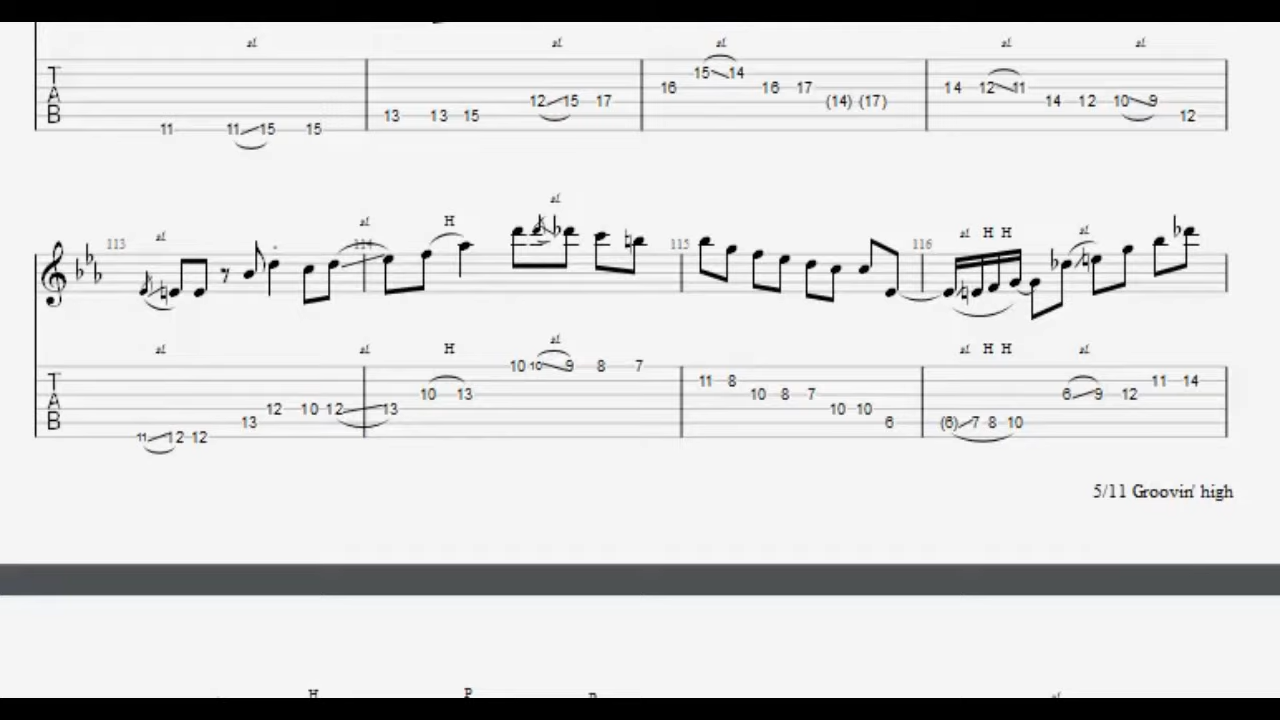 sl sl sl sl sl
T 15 14
16 16 17 14 12 11
A 12 15 17 (14) (17) 14 12 10 9
B 13 13 15 12
11 11 15 15
sl
sl H
113 sl 114 115 116 sl H H sl
sl sl H sl sl H H sl
10 10 9 8 7
T 11 8 6 9 11 14
10 13 10 8 7 12
A 12 10 12 13 10 10
B 13 6 (6) 7 8 10
11 12 12
5/11 Groovin' high
H P